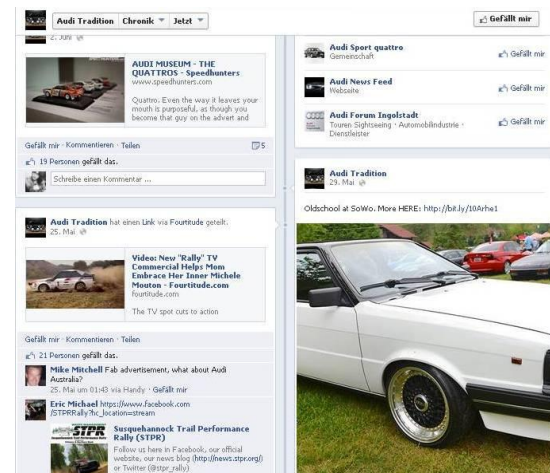 Audi Tradition Chronik Jetzt Gefällt mir
2. Juni
AUDI MUSEUM - THE
QUATTROS - Speedhunters
www.speedhunters.com
Quattro. Even the way it leaves your
mouth is purposeful, as though you
become that guy on the advert and
Gefällt mir · Kommentieren · Teilen 5
19 Personen gefällt das.
Schreibe einen Kommentar ...
Audi Tradition hat einen Link via Fourtitude geteilt.
25. Mai
Video: New "Rally" TV
Commercial Helps Mom
Embrace Her Inner Michele
Mouton - Fourtitude.com
fourtitude.com
The TV spot cuts to action
Gefällt mir · Kommentieren · Teilen
21 Personen gefällt das.
Mike Mitchell Fab advertisement, what about Audi
Australia?
25. Mai um 01:43 via Handy · Gefällt mir
Eric Michael https://www.facebook.com
/STPRRally?hc_location=stream
STPR
Susquehannock Trail Performance
Rally (STPR)
Follow us here in Facebook, our official
website, our news blog (http://news.stpr.org/)
or Twitter (@stpr_rally)
Audi Sport quattro
Gemeinschaft
Gefällt mir
Audi News Feed
Webseite
Gefällt mir
Audi Forum Ingolstadt
Touren Sightseeing · Automobilindustrie ·
Dienstleister
Gefällt mir
Audi Tradition
29. Mai
Oldschool at SoWo. More HERE: http://bit.ly/10Arhe1